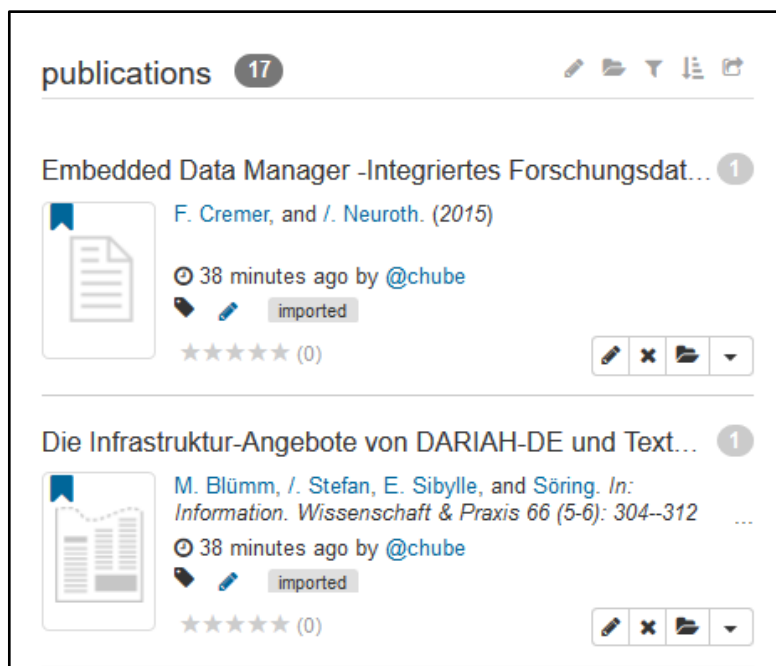 publications 17
Embedded Data Manager -Integriertes Forschungsdat... 1
F. Cremer, and /. Neuroth. (2015)
38 minutes ago by @chube
imported
(0)
Die Infrastruktur-Angebote von DARIAH-DE und Text... 1
M. Blümm, /. Stefan, E. Sibylle, and Söring. In:
Information. Wissenschaft & Praxis 66 (5-6): 304--312 ...
38 minutes ago by @chube
imported
(0)